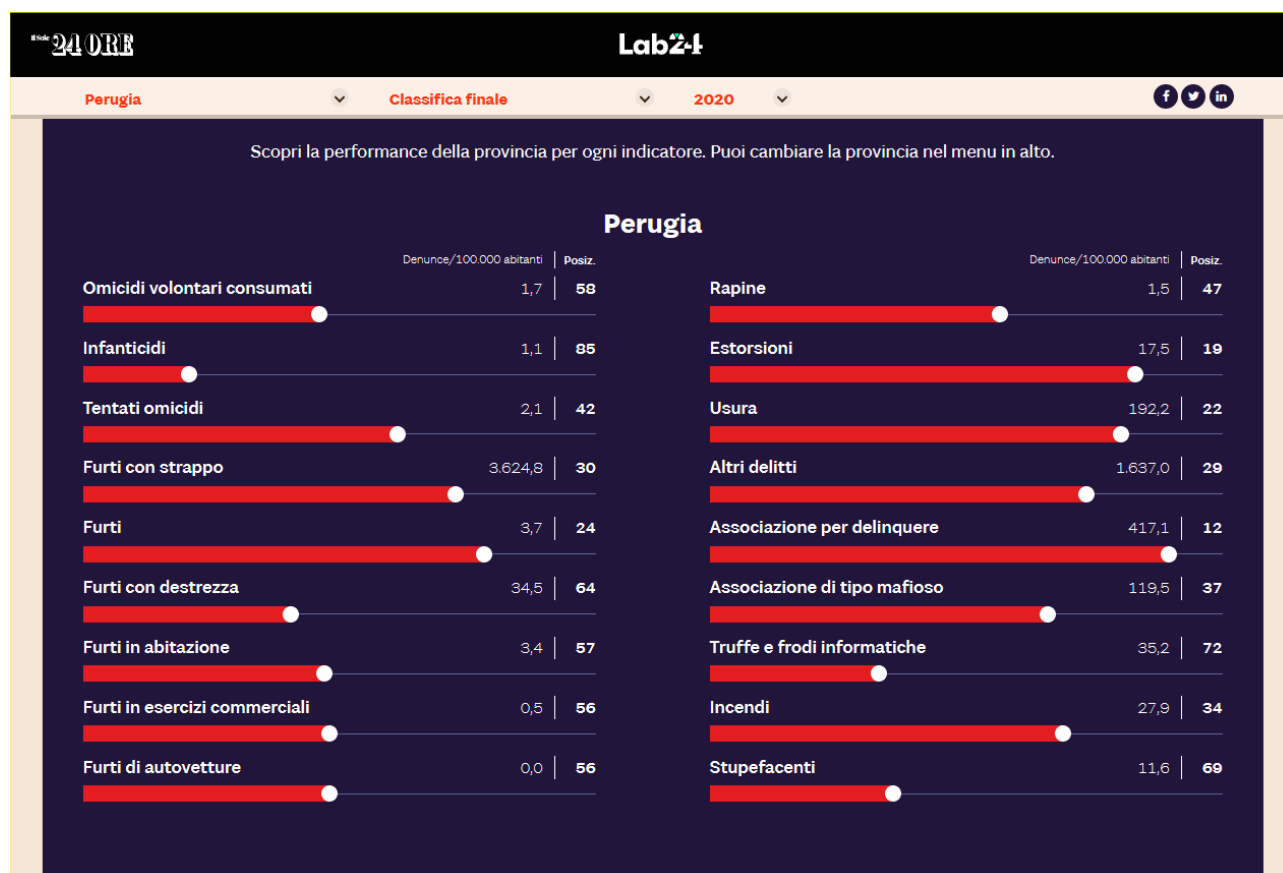 Il Sole 24 ORE
Lab24
Perugia Classifica finale 2020
Scopri la performance della provincia per ogni indicatore. Puoi cambiare la provincia nel menu in alto.
Perugia
Denunce/100.000 abitanti Posiz.
Omicidi volontari consumati 1,7 58
Infanticidi 1,1 85
Tentati omicidi 2,1 42
Furti con strappo 3.624,8 30
Furti 3,7 24
Furti con destrezza 34,5 64
Furti in abitazione 3,4 57
Furti in esercizi commerciali 0,5 56
Furti di autovetture 0,0 56
Denunce/100.000 abitanti Posiz.
Rapine 1,5 47
Estorsioni 17,5 19
Usura 192,2 22
Altri delitti 1.637,0 29
Associazione per delinquere 417,1 12
Associazione di tipo mafioso 119,5 37
Truffe e frodi informatiche 35,2 72
Incendi 27,9 34
Stupefacenti 11,6 69